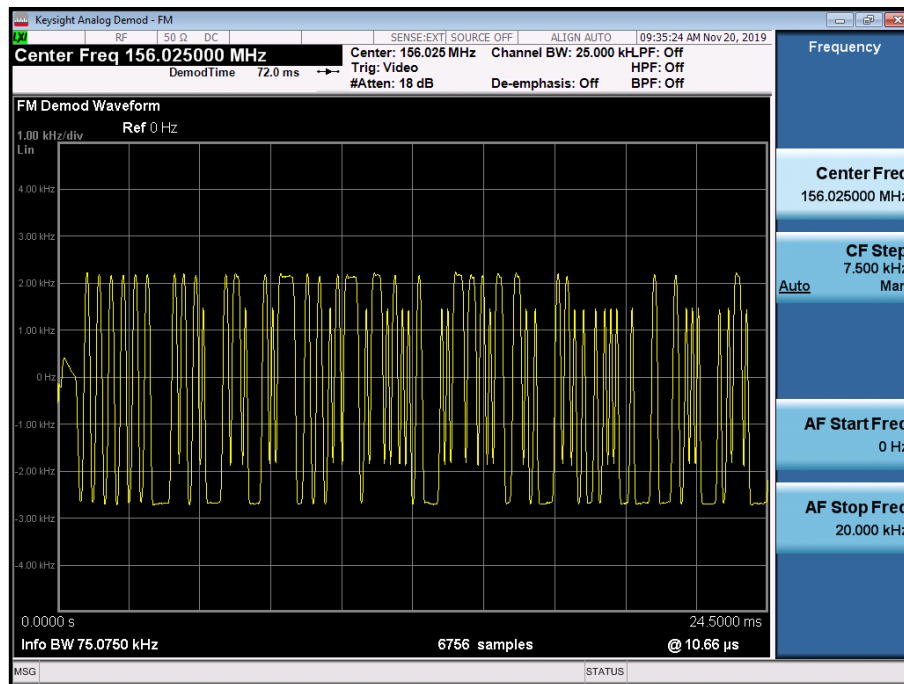 Keysight Analog Demod - FM
LXI RF 50 Ω DC SENSE:EXT SOURCE OFF ALIGN AUTO 09:35:24 AM Nov 20, 2019
Center Freq 156.025000 MHz
DemodTime 72.0 ms
Center: 156.025 MHz Channel BW: 25.000 kHLPF: Off
Trig: Video HPF: Off
#Atten: 18 dB De-emphasis: Off BPF: Off
FM Demod Waveform
Ref 0 Hz
1.00 kHz/div
Lin
4.00 kHz
3.00 kHz
2.00 kHz
1.00 kHz
0 Hz
-1.00 kHz
-2.00 kHz
-3.00 kHz
-4.00 kHz
0.0000 s 24.5000 ms
Info BW 75.0750 kHz 6756 samples @ 10.66 µs
MSG STATUS
Frequency
Center Freq
156.025000 MHz
CF Step
7.500 kHz
Auto Man
AF Start Freq
0 Hz
AF Stop Freq
20.000 kHz